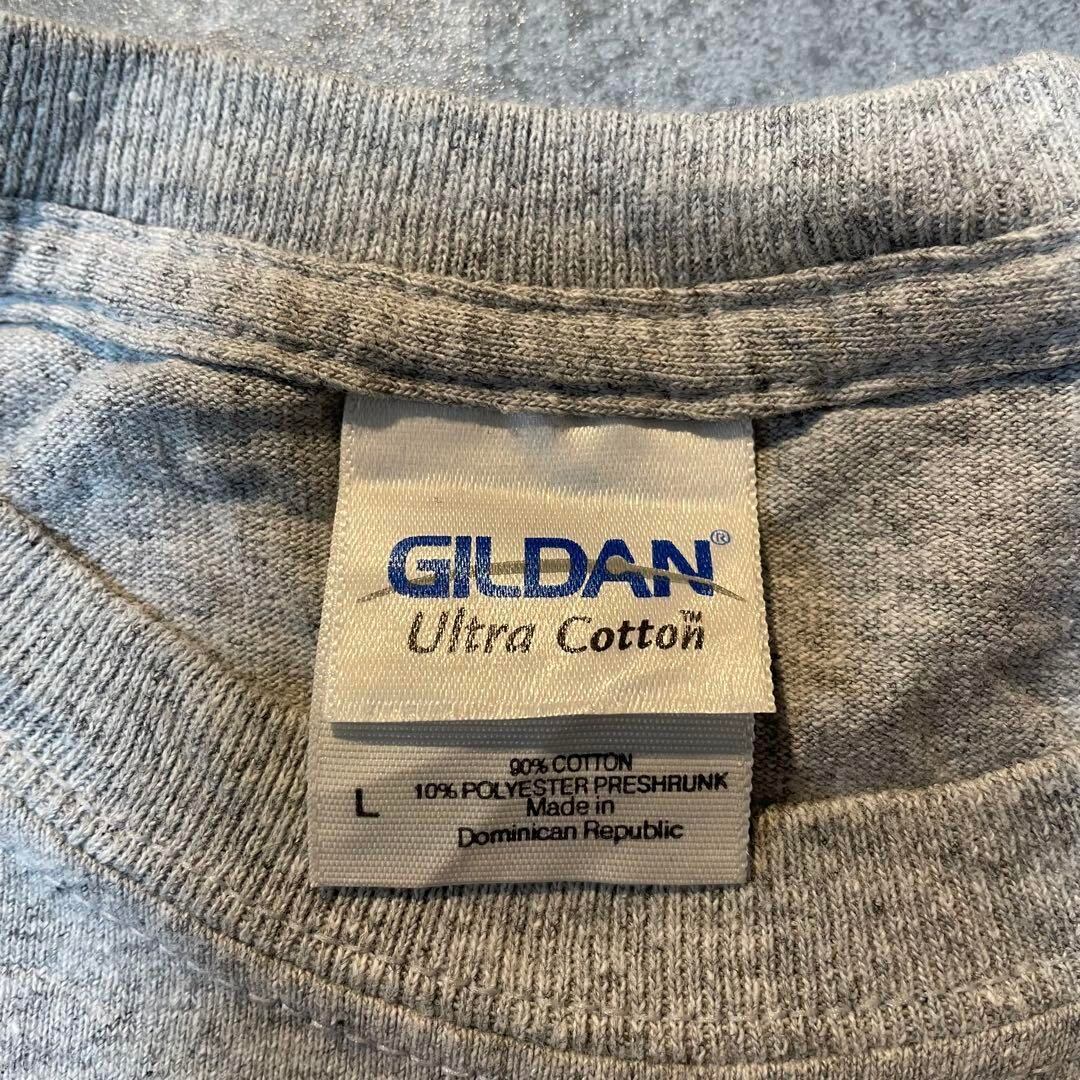 GILDAN®
Ultra Cotton™
90% COTTON
10% POLYESTER PRESHRUNK
L
Made in
Dominican Republic